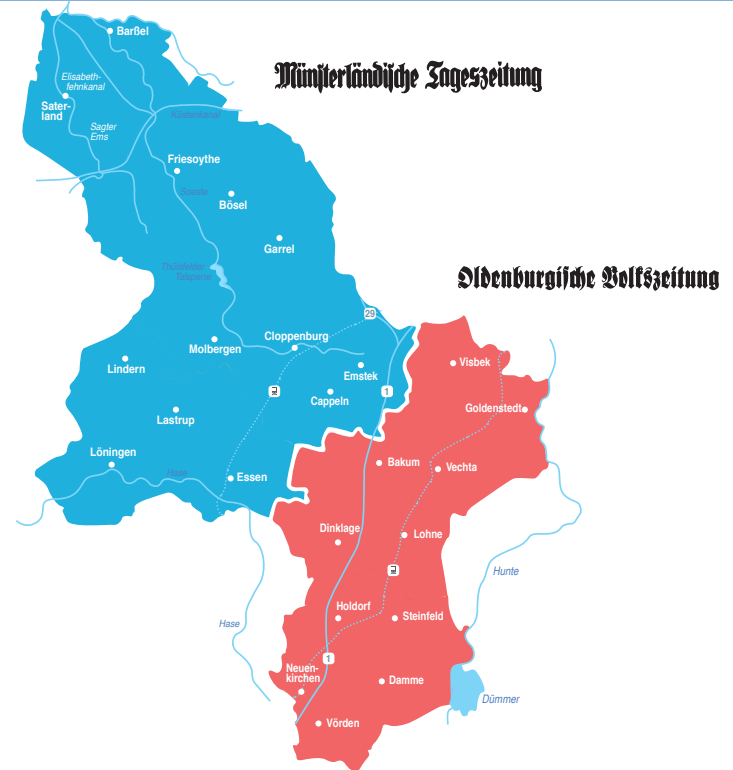 Barßel
Münsterländische Tageszeitung
Elisabeth-
fehnkanal
Sater-
land
Küstenkanal
Sagter
Ems
Friesoythe
Soeste
Bösel
Garrel
Thülsfelder
Talsperre
Oldenburgische Volkszeitung
29
Cloppenburg
Molbergen
Visbek
Lindern
Emstek
1
Cappeln
Goldenstedt
Lastrup
Löningen
Bakum
Vechta
Hase
Essen
Dinklage
Lohne
Hunte
Holdorf
Steinfeld
Hase
1
Neuen-
kirchen
Damme
Dümmer
Vörden